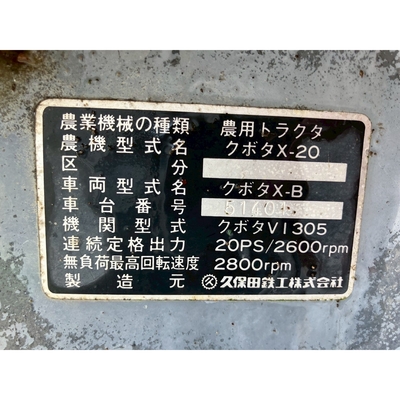 農業機械の種類 農用トラクタ
農機型式名 クボタX-20
区分
車両型式名 クボタX-B
車台番号 51401
機関型式 クボタV1305
連続定格出力 20PS/2600rpm
無負荷最高回転速度 2800rpm
製造元 久保田鉄工株式会社